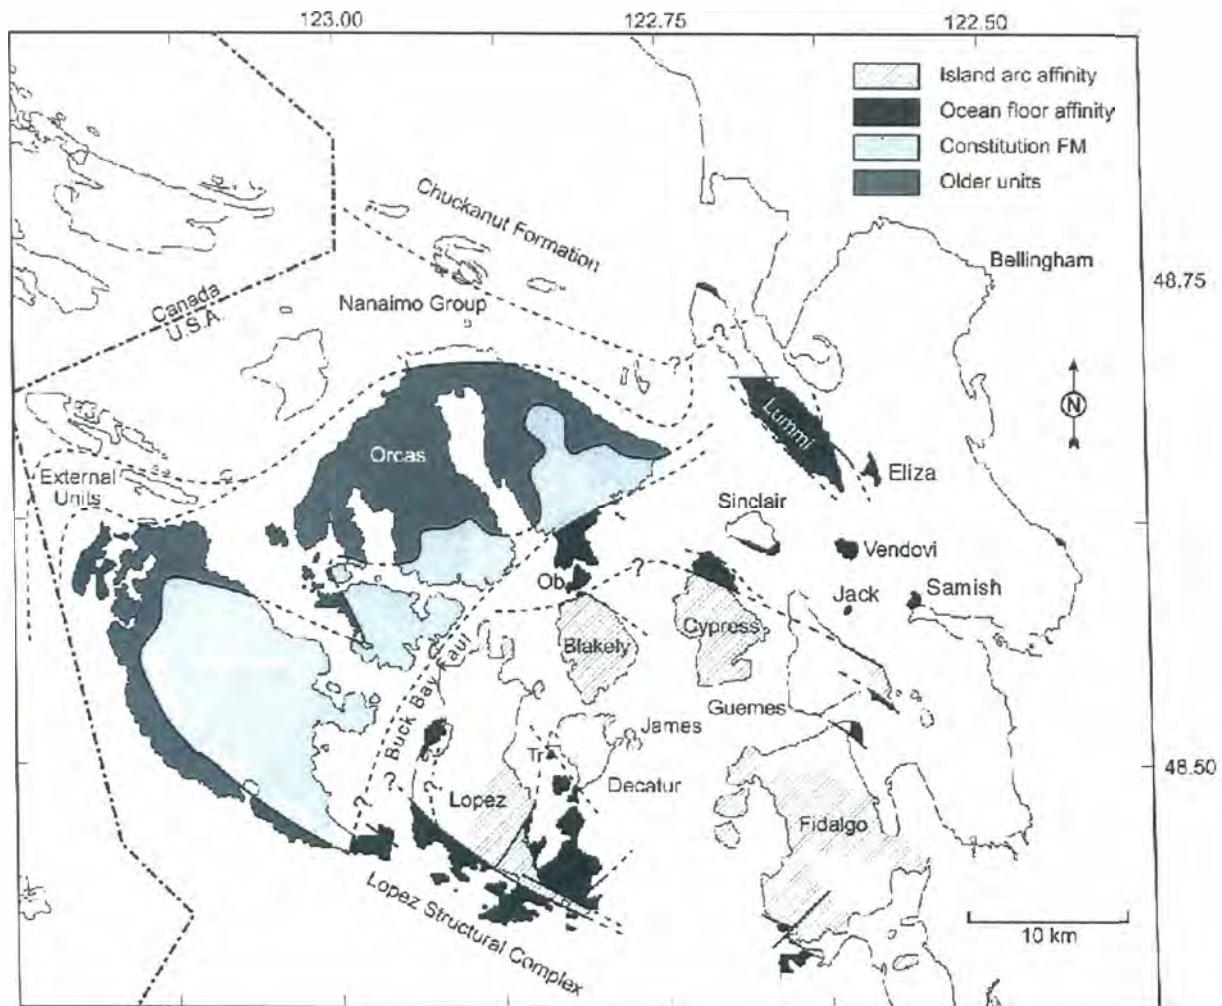 123.00
122.75
122.50
Island arc affinity
Ocean floor affinity
Constitution FM
Older units
Chuckanut Formation
Bellingham
48.75
Canada
U.S.A.
Nanaimo Group
N
?
Lummi
Orcas
External
Units
Eliza
Sinclair
Vendovi
Ob
?
Jack
Samish
Blakely
Cypress
Buck Bay Faul
Guemes
James
Tr
Decatur
48.50
?
?
?
Lopez
Fidalgo
Lopez Structural Complex
10 km